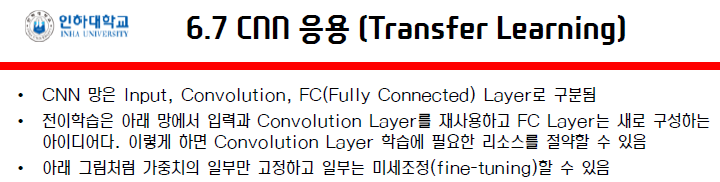 인하대학교
INHA UNIVERSITY
6.7 CNN 응용 (Transfer Learning)
• CNN 망은 Input, Convolution, FC(Fully Connected) Layer로 구분됨
• 전이학습은 아래 망에서 입력과 Convolution Layer를 재사용하고 FC Layer는 새로 구성하는
아이디어다. 이렇게 하면 Convolution Layer 학습에 필요한 리소스를 절약할 수 있음
• 아래 그림처럼 가중치의 일부만 고정하고 일부는 미세조정(fine-tuning)할 수 있음